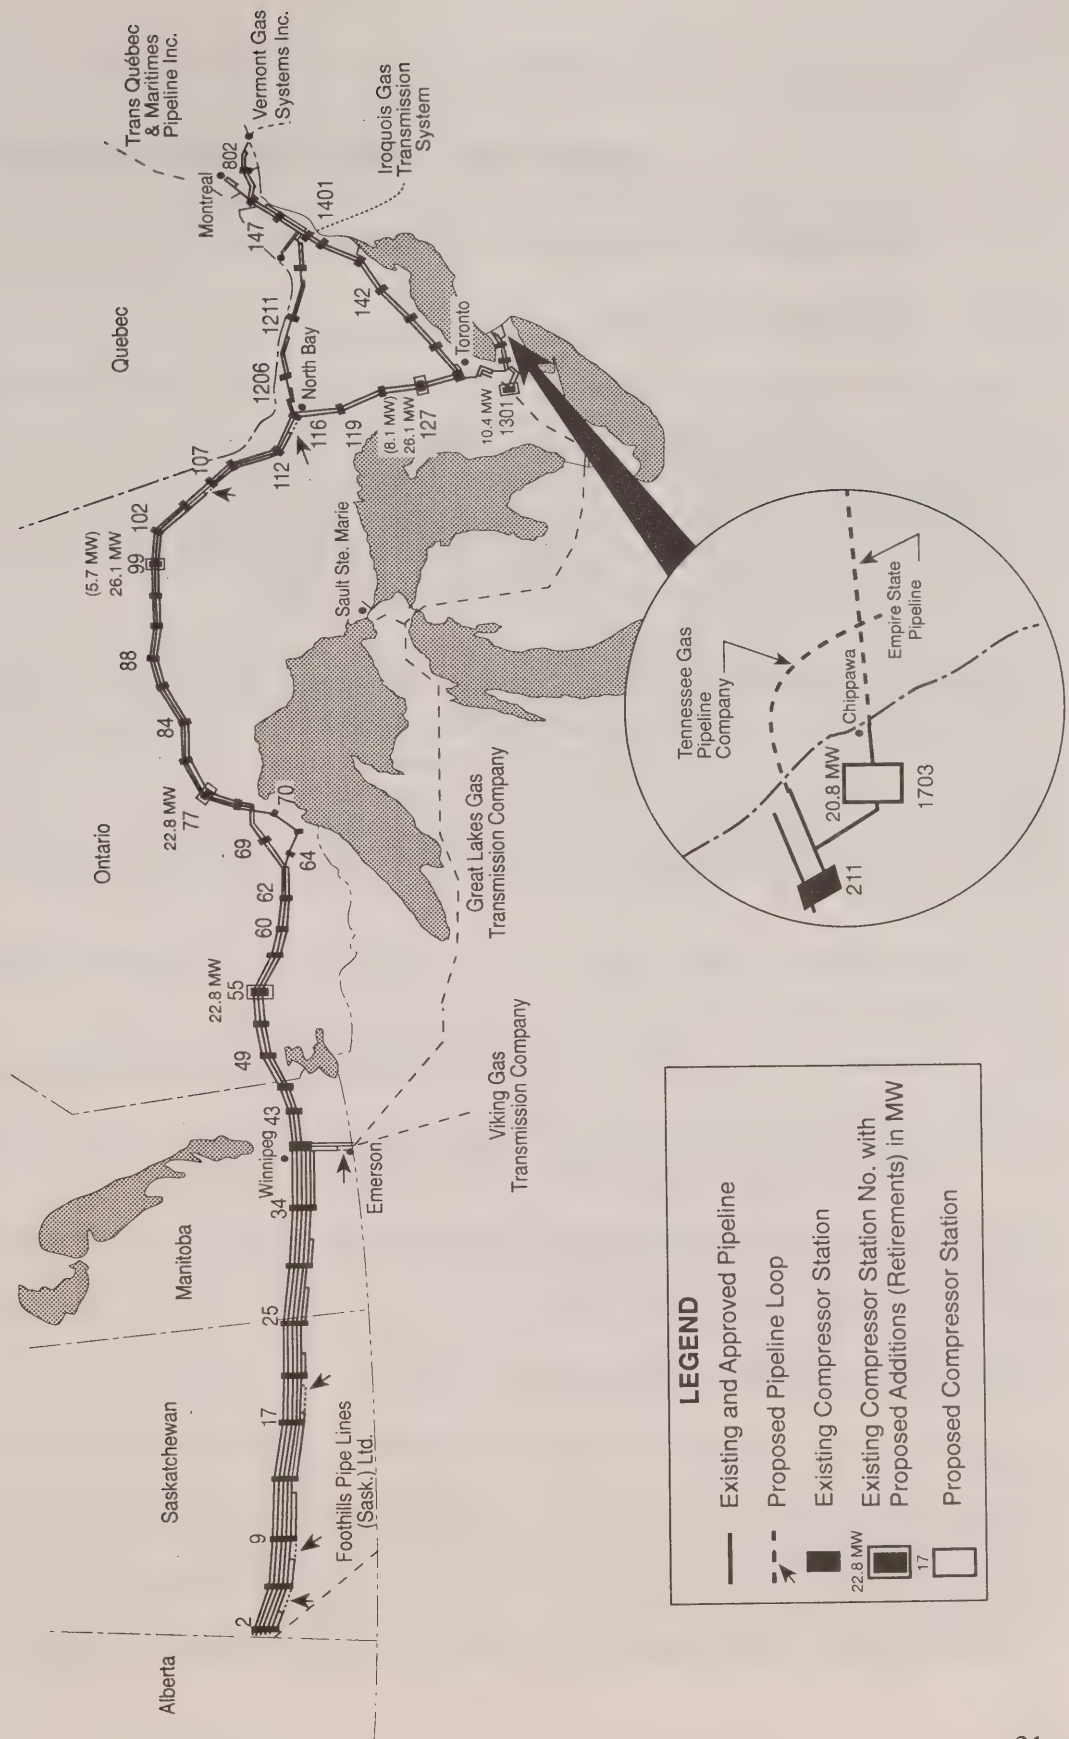 Alberta
Saskatchewan
Manitoba
Ontario
Quebec
Trans Québec
& Maritimes
Pipeline Inc.
Vermont Gas
Systems Inc.
Iroquois Gas
Transmission
System
Montreal
802
147
1401
142
1211
1206
North Bay
Toronto
116
119
(8.1 MW)
26.1 MW
127
10.4 MW
1301
112
107
102
(5.7 MW)
26.1 MW
99
88
84
22.8 MW
77
70
69
64
62
60
22.8 MW
55
49
43
Winnipeg
34
25
17
9
2
Emerson
Sault Ste. Marie
Foothills Pipe Lines
(Sask.) Ltd.
Viking Gas
Transmission Company
Great Lakes Gas
Transmission Company
Tennessee Gas
Pipeline
Company
Empire State
Pipeline
Chippawa
20.8 MW
1703
211
LEGEND
Existing and Approved Pipeline
Proposed Pipeline Loop
Existing Compressor Station
22.8 MW
Existing Compressor Station No. with
Proposed Additions (Retirements) in MW
17
Proposed Compressor Station